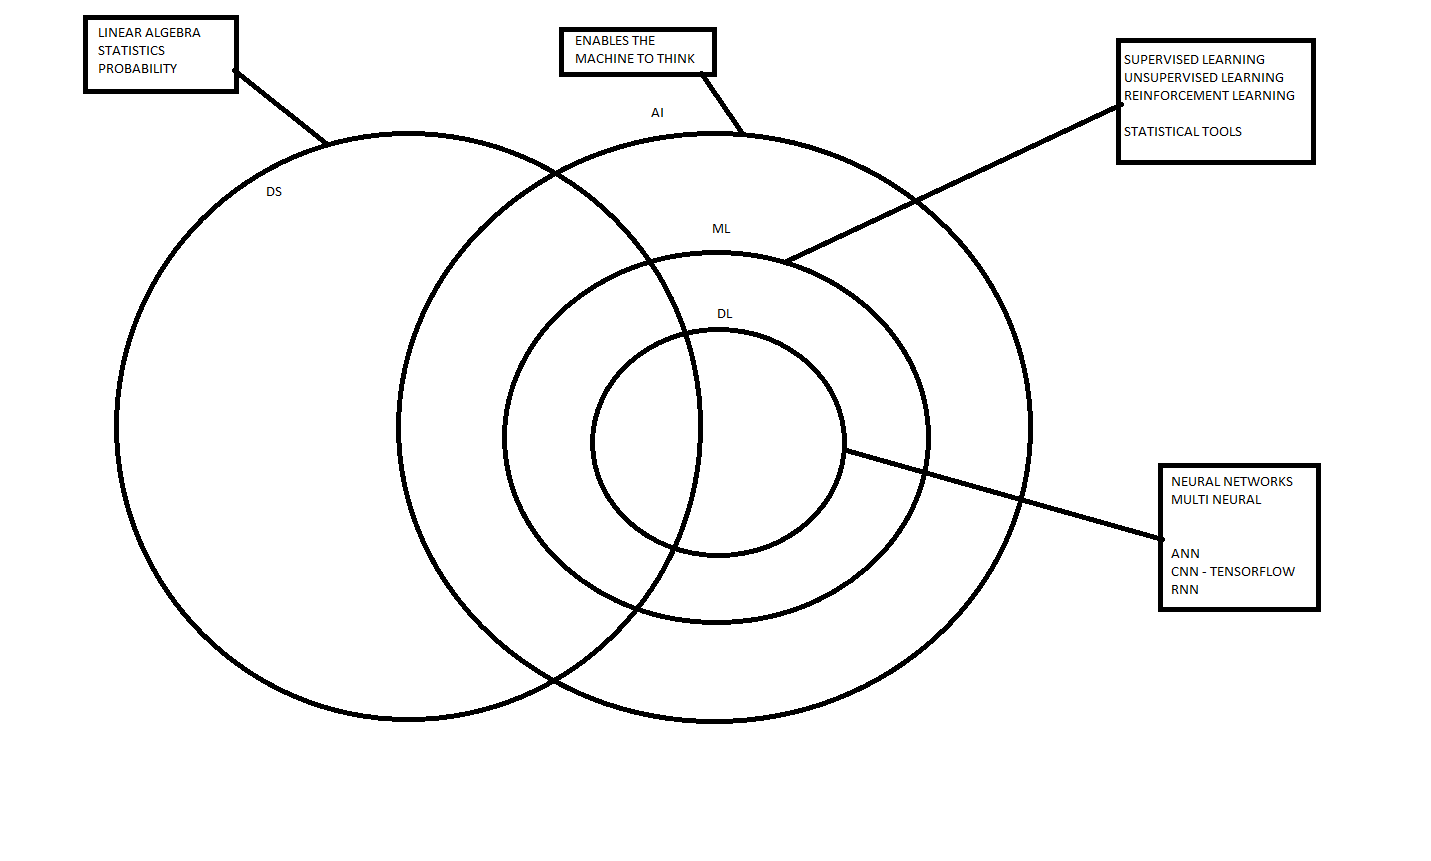 LINEAR ALGEBRA
STATISTICS
PROBABILITY
ENABLES THE
MACHINE TO THINK
SUPERVISED LEARNING
UNSUPERVISED LEARNING
REINFORCEMENT LEARNING
STATISTICAL TOOLS
AI
DS
ML
DL
NEURAL NETWORKS
MULTI NEURAL
ANN
CNN - TENSORFLOW
RNN